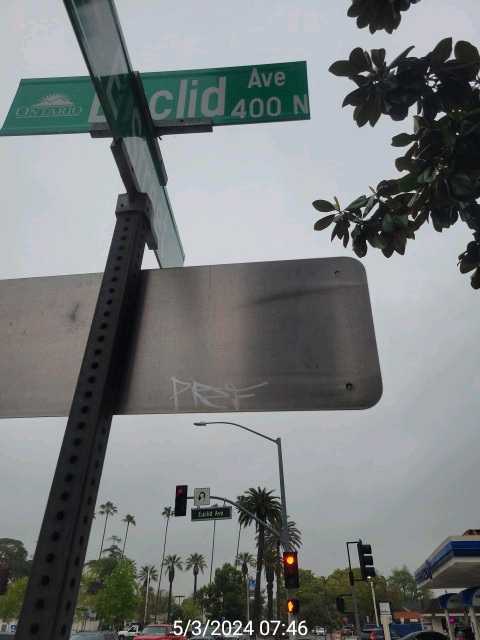 ONTARIO
Euclid Ave
400 N
PRF
Euclid Ave
5/3/2024 07:46